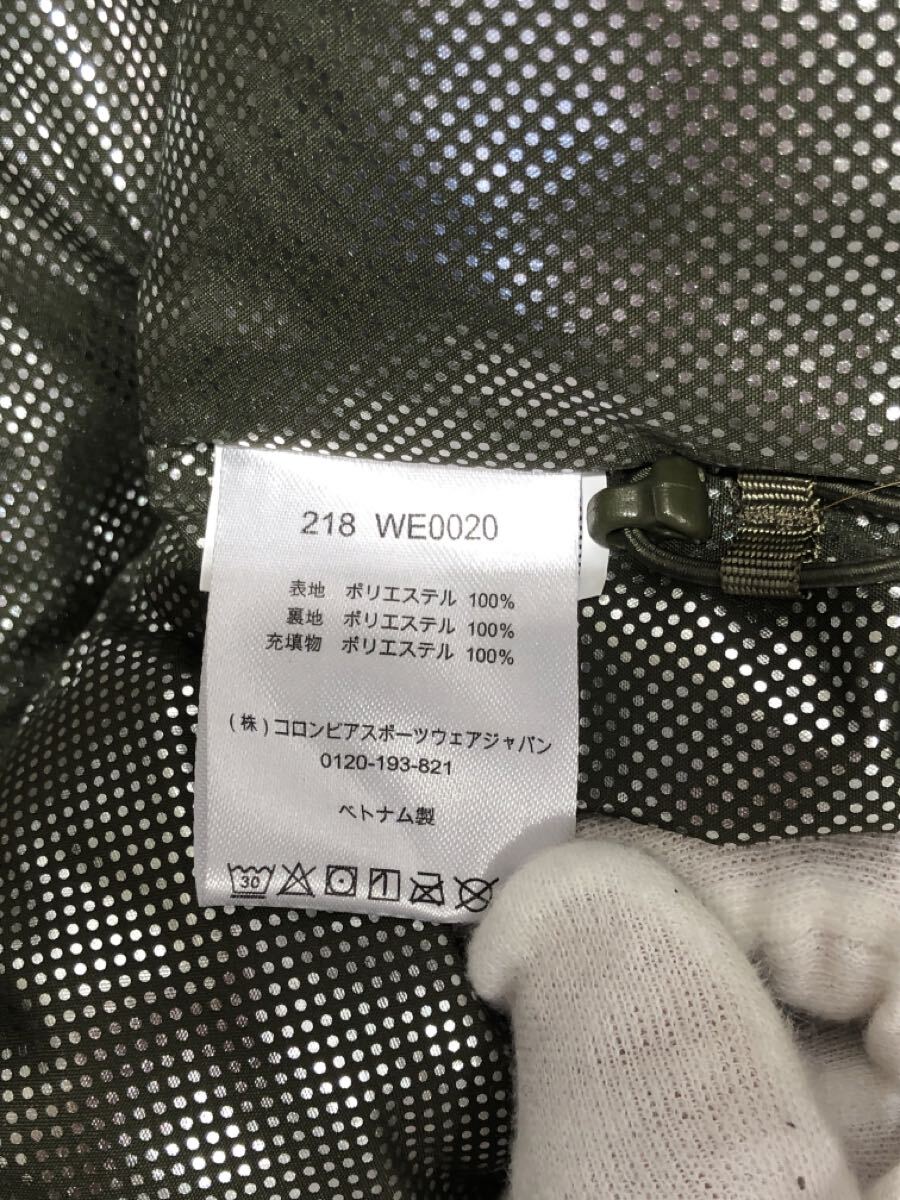 218 WE0020
表地 ポリエステル 100%
裏地 ポリエステル 100%
充填物 ポリエステル 100%
(株)コロンビアスポーツウェアジャパン
0120-193-821
ベトナム製
30